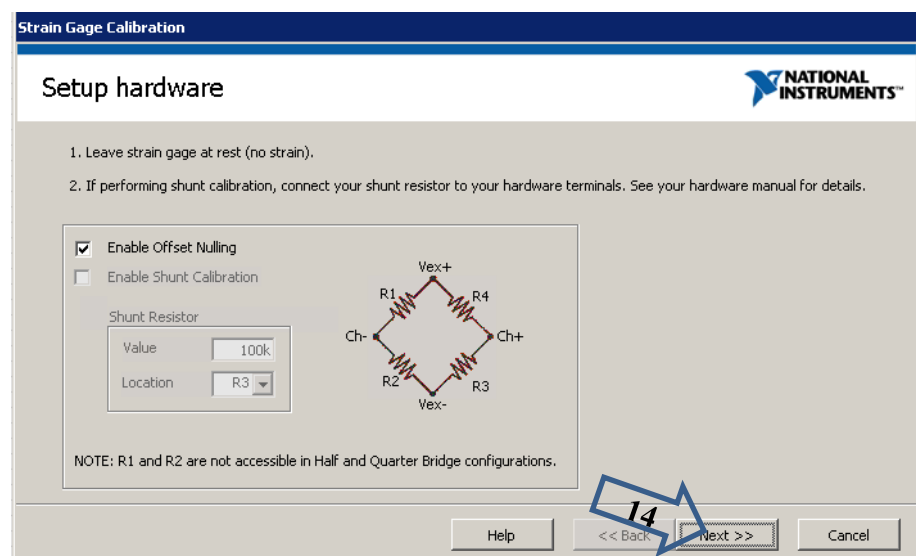 Strain Gage Calibration
Setup hardware
NATIONAL
INSTRUMENTS™
1. Leave strain gage at rest (no strain).
2. If performing shunt calibration, connect your shunt resistor to your hardware terminals. See your hardware manual for details.
Enable Offset Nulling
Enable Shunt Calibration
Shunt Resistor
Value 100k
Location R3
Vex+
R1 R4
Ch- Ch+
R2 R3
Vex-
NOTE: R1 and R2 are not accessible in Half and Quarter Bridge configurations.
14
Help << Back Next >> Cancel